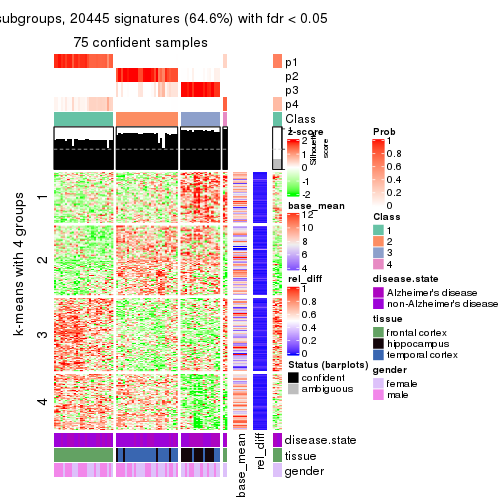 subgroups, 20445 signatures (64.6%) with fdr < 0.05
75 confident samples
p1
p2
p3
p4
Class
Silhouette score
1
2
3
4
k-means with 4 groups
base_mean
rel_diff
disease.state
tissue
gender
z-score
2
1
0
-1
-2
base_mean
12
10
8
6
4
rel_diff
1
0.8
0.6
0.4
0.2
0
Status (barplots)
confident
ambiguous
Prob
1
0.8
0.6
0.4
0.2
0
Class
1
2
3
4
disease.state
Alzheimer's disease
non-Alzheimer's disease
tissue
frontal cortex
hippocampus
temporal cortex
gender
female
male